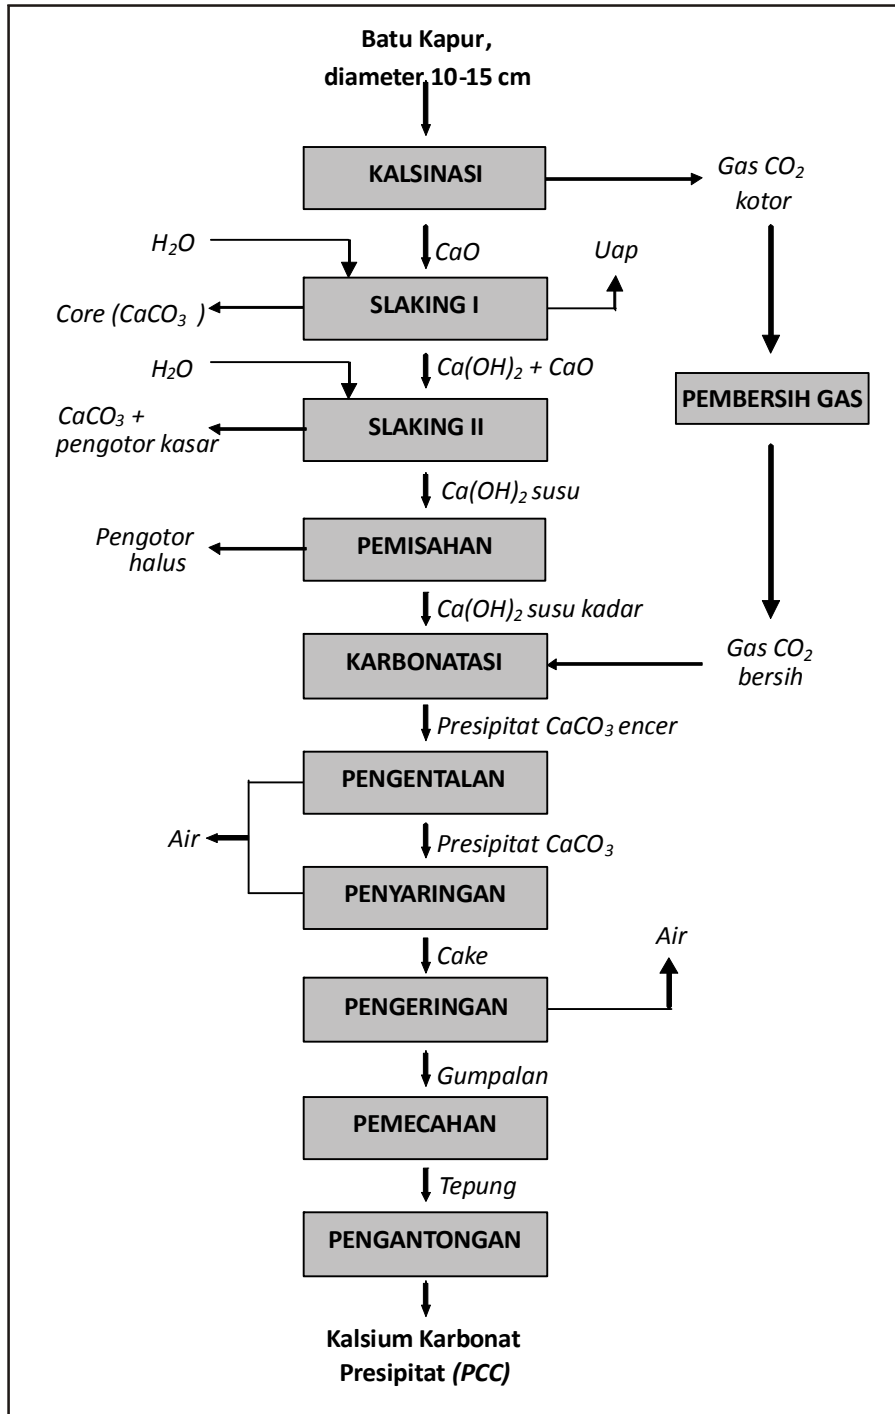 Batu Kapur,
diameter 10-15 cm
KALSINASI
Gas CO₂
kotor
H₂O
CaO
Uap
SLAKING I
Core (CaCO₃ )
H₂O
Ca(OH)₂ + CaO
PEMBERSIH GAS
SLAKING II
CaCO₃ +
pengotor kasar
Ca(OH)₂ susu
PEMISAHAN
Pengotor
halus
Ca(OH)₂ susu kadar
KARBONATASI
Gas CO₂
bersih
Presipitat CaCO₃ encer
PENGENTALAN
Air
Presipitat CaCO₃
PENYARINGAN
Cake
Air
PENGERINGAN
Gumpalan
PEMECAHAN
Tepung
PENGANTONGAN
Kalsium Karbonat
Presipitat (PCC)